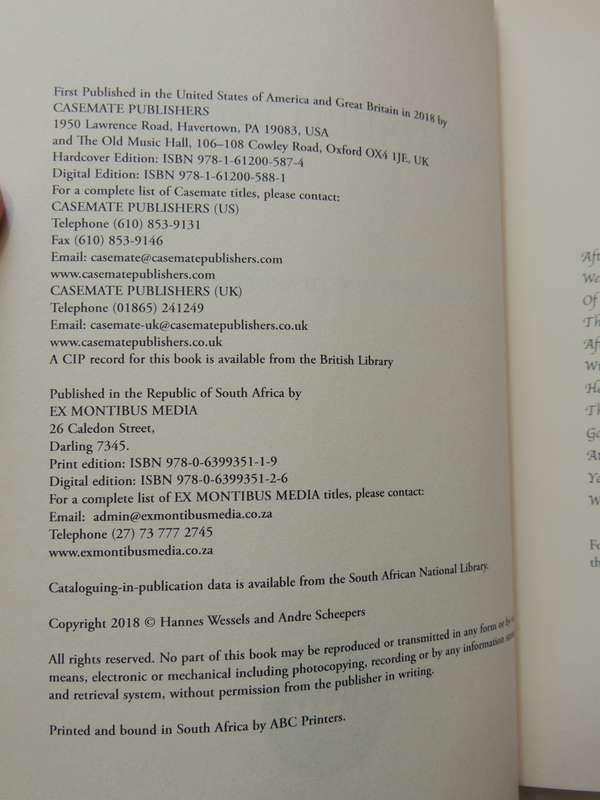 First Published in the United States of America and Great Britain in 2018 by
CASEMATE PUBLISHERS
1950 Lawrence Road, Havertown, PA 19083, USA
and The Old Music Hall, 106–108 Cowley Road, Oxford OX4 1JE, UK
Hardcover Edition: ISBN 978-1-61200-587-4
Digital Edition: ISBN 978-1-61200-588-1
For a complete list of Casemate titles, please contact:
CASEMATE PUBLISHERS (US)
Telephone (610) 853-9131
Fax (610) 853-9146
Email: casemate@casematepublishers.com
www.casematepublishers.com
CASEMATE PUBLISHERS (UK)
Telephone (01865) 241249
Email: casemate-uk@casematepublishers.co.uk
www.casematepublishers.co.uk
A CIP record for this book is available from the British Library
Published in the Republic of South Africa by
EX MONTIBUS MEDIA
26 Caledon Street,
Darling 7345.
Print edition: ISBN 978-0-6399351-1-9
Digital edition: ISBN 978-0-6399351-2-6
For a complete list of EX MONTIBUS MEDIA titles, please contact:
Email: admin@exmontibusmedia.co.za
Telephone (27) 73 777 2745
www.exmontibusmedia.co.za
Cataloguing-in-publication data is available from the South African National Library.
Copyright 2018 © Hannes Wessels and Andre Scheepers
All rights reserved. No part of this book may be reproduced or transmitted in any form or by
means, electronic or mechanical including photocopying, recording or by any information
and retrieval system, without permission from the publisher in writing.
Printed and bound in South Africa by ABC Printers.
Of